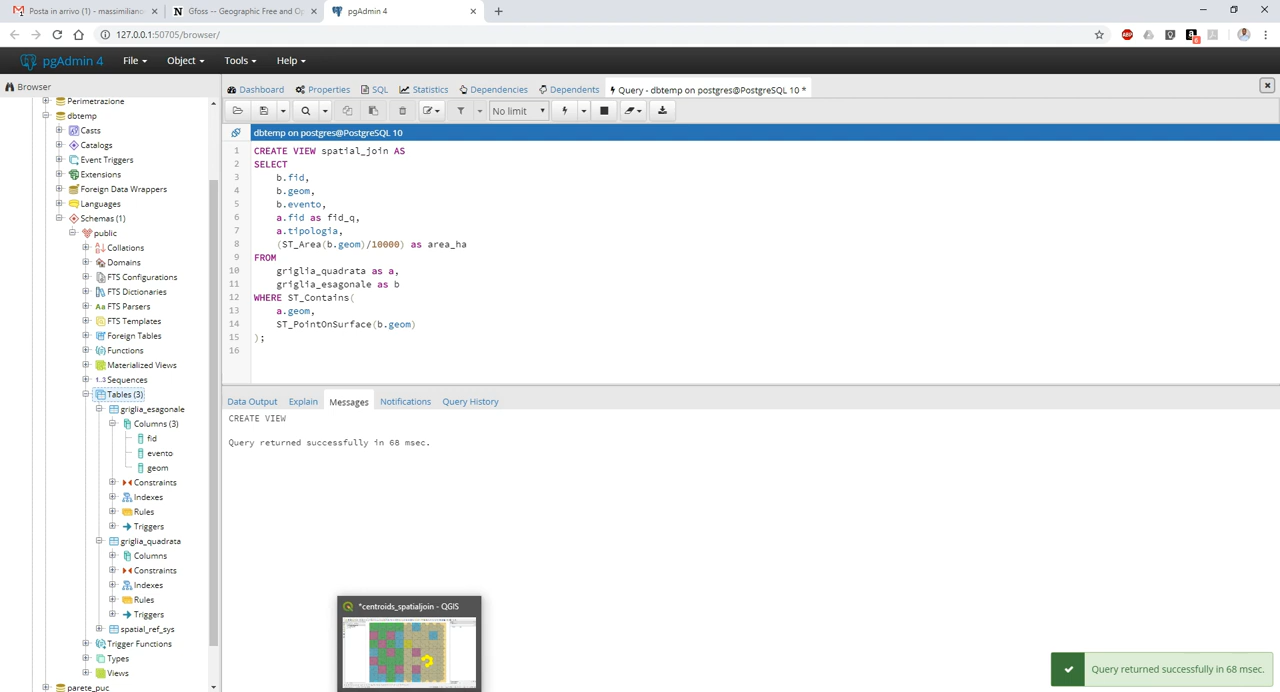 Posta in arrivo (1) - massimilian
Gfoss -- Geographic Free and Op
pgAdmin 4
127.0.0.1:50705/browser/
pgAdmin 4
File
Object
Tools
Help
Browser
Perimetrazione
dbtemp
Casts
Catalogs
Event Triggers
Extensions
Foreign Data Wrappers
Languages
Schemas (1)
public
Collations
Domains
FTS Configurations
FTS Dictionaries
FTS Parsers
FTS Templates
Foreign Tables
Functions
Materialized Views
Sequences
Tables (3)
griglia_esagonale
Columns (3)
fid
evento
geom
Constraints
Indexes
Rules
Triggers
griglia_quadrata
Columns
Constraints
Indexes
Rules
Triggers
spatial_ref_sys
Trigger Functions
Types
Views
parete_puc
Dashboard
Properties
SQL
Statistics
Dependencies
Dependents
Query - dbtemp on postgres@PostgreSQL 10 *
No limit
dbtemp on postgres@PostgreSQL 10
1 CREATE VIEW spatial_join AS
2 SELECT
3 b.fid,
4 b.geom,
5 b.evento,
6 a.fid as fid_q,
7 a.tipologia,
8 (ST_Area(b.geom)/10000) as area_ha
9 FROM
10 griglia_quadrata as a,
11 griglia_esagonale as b
12 WHERE ST_Contains(
13 a.geom,
14 ST_PointOnSurface(b.geom)
15 );
16
Data Output
Explain
Messages
Notifications
Query History
CREATE VIEW
Query returned successfully in 68 msec.
*centroids_spatialjoin - QGIS
Query returned successfully in 68 msec.